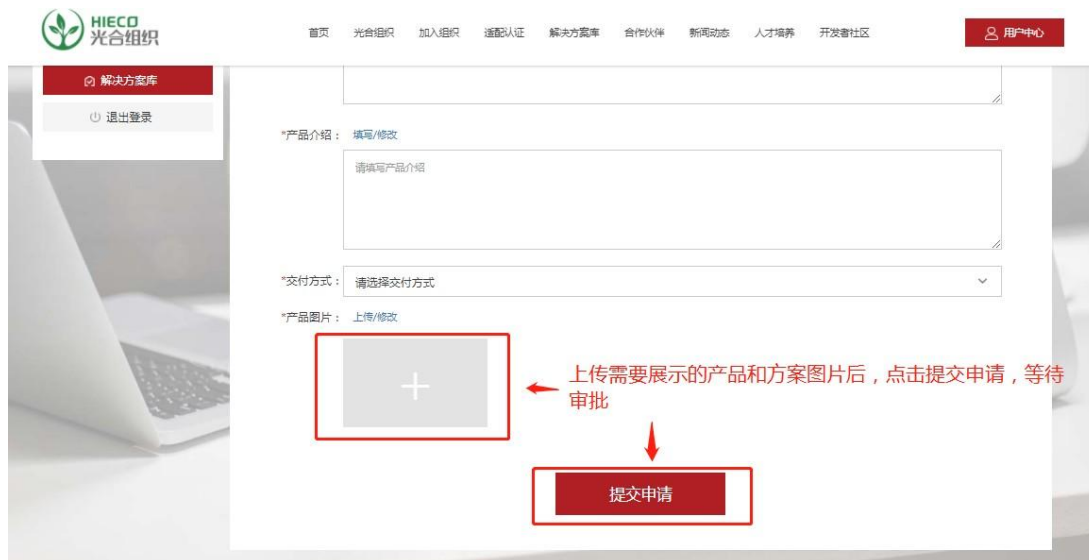 HIECO
光合组织
首页 光合组织 加入组织 适配认证 解决方案库 合作伙伴 新闻动态 人才培养 开发者社区 用户中心
解决方案库
退出登录
*产品介绍： 填写/修改
请填写产品介绍
*交付方式： 请选择交付方式
*产品图片： 上传/修改
上传需要展示的产品和方案图片后，点击提交申请，等待
审批
提交申请